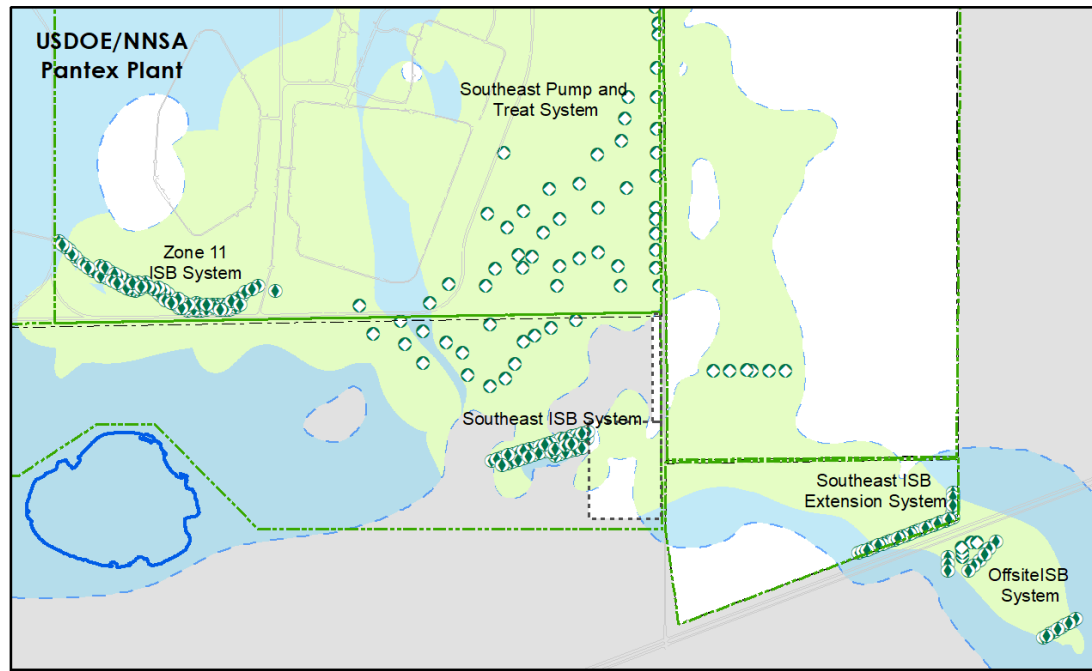 USDOE/NNSA
Pantex Plant
Southeast Pump and
Treat System
Zone 11
ISB System
Southeast ISB System
Southeast ISB
Extension System
OffsiteISB
System